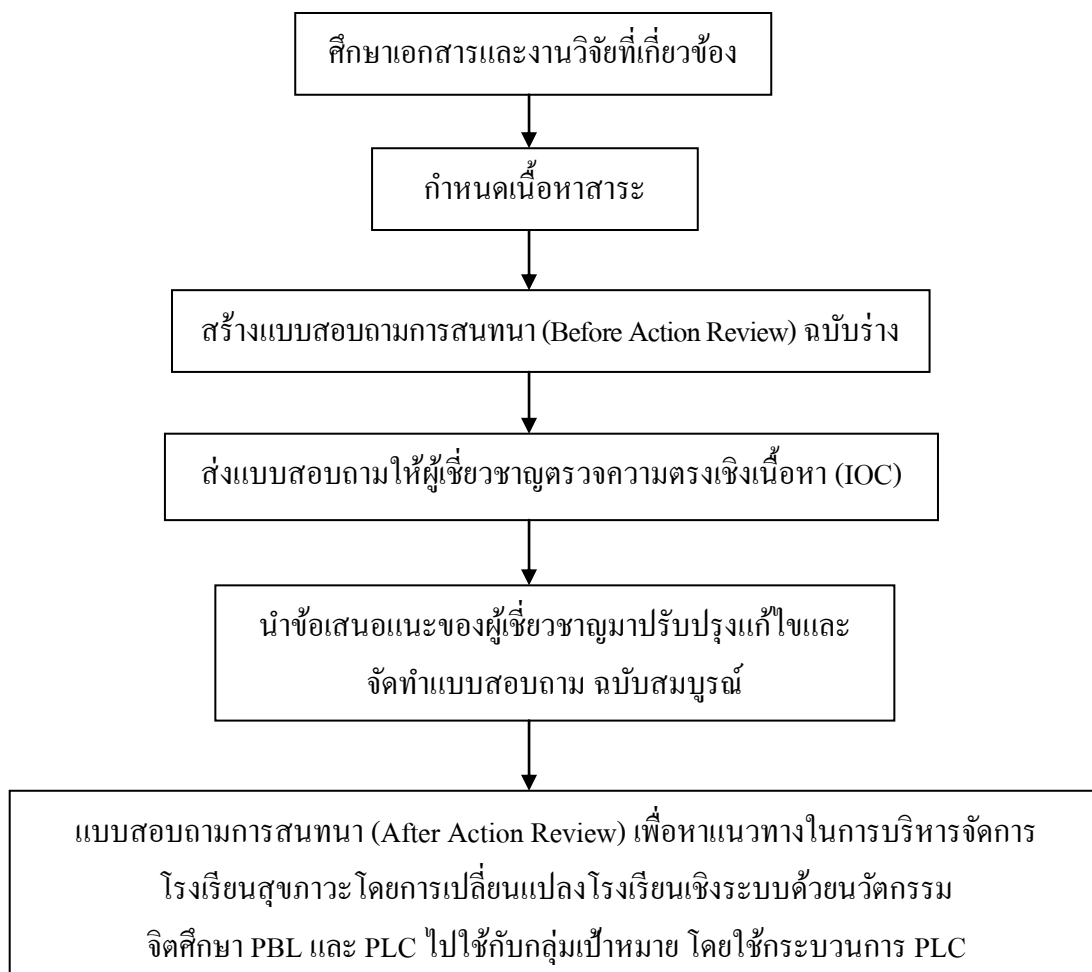 ศึกษาเอกสารและงานวิจัยที่เกี่ยวข้อง
กำหนดเนื้อหาสาระ
สร้างแบบสอบถามการสนทนา (Before Action Review) ฉบับร่าง
ส่งแบบสอบถามให้ผู้เชี่ยวชาญตรวจความตรงเชิงเนื้อหา (IOC)
นำข้อเสนอแนะของผู้เชี่ยวชาญมาปรับปรุงแก้ไขและ
จัดทำแบบสอบถาม ฉบับสมบูรณ์
แบบสอบถามการสนทนา (After Action Review) เพื่อหาแนวทางในการบริหารจัดการ
โรงเรียนสุขภาวะโดยการเปลี่ยนแปลงโรงเรียนเชิงระบบด้วยนวัตกรรม
จิตศึกษา PBL และ PLC ไปใช้กับกลุ่มเป้าหมาย โดยใช้กระบวนการ PLC